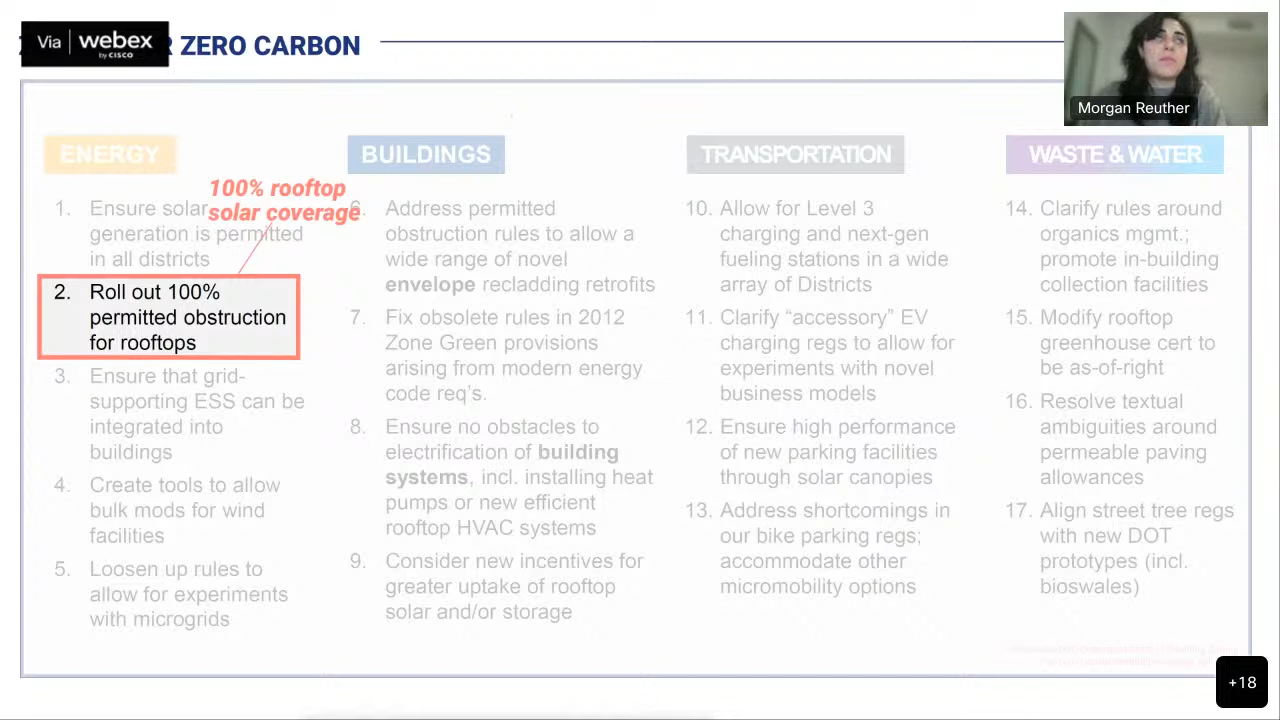 Via webex
by CISCO
R ZERO CARBON
Morgan Reuther
ENERGY
100% rooftop
solar coverage
1. Ensure solar
generation is permitted
in all districts
2. Roll out 100%
permitted obstruction
for rooftops
3. Ensure that grid-
supporting ESS can be
integrated into
buildings
4. Create tools to allow
bulk mods for wind
facilities
5. Loosen up rules to
allow for experiments
with microgrids
BUILDINGS
6. Address permitted
obstruction rules to allow a
wide range of novel
envelope recladding retrofits
7. Fix obsolete rules in 2012
Zone Green provisions
arising from modern energy
code req's.
8. Ensure no obstacles to
electrification of building
systems, incl. installing heat
pumps or new efficient
rooftop HVAC systems
9. Consider new incentives for
greater uptake of rooftop
solar and/or storage
TRANSPORTATION
10. Allow for Level 3
charging and next-gen
fueling stations in a wide
array of Districts
11. Clarify “accessory” EV
charging regs to allow for
experiments with novel
business models
12. Ensure high performance
of new parking facilities
through solar canopies
13. Address shortcomings in
our bike parking regs;
accommodate other
micromobility options
WASTE & WATER
14. Clarify rules around
organics mgmt.;
promote in-building
collection facilities
15. Modify rooftop
greenhouse cert to
be as-of-right
16. Resolve textual
ambiguities around
permeable paving
allowances
17. Align street tree regs
with new DOT
prototypes (incl.
bioswales)
+18